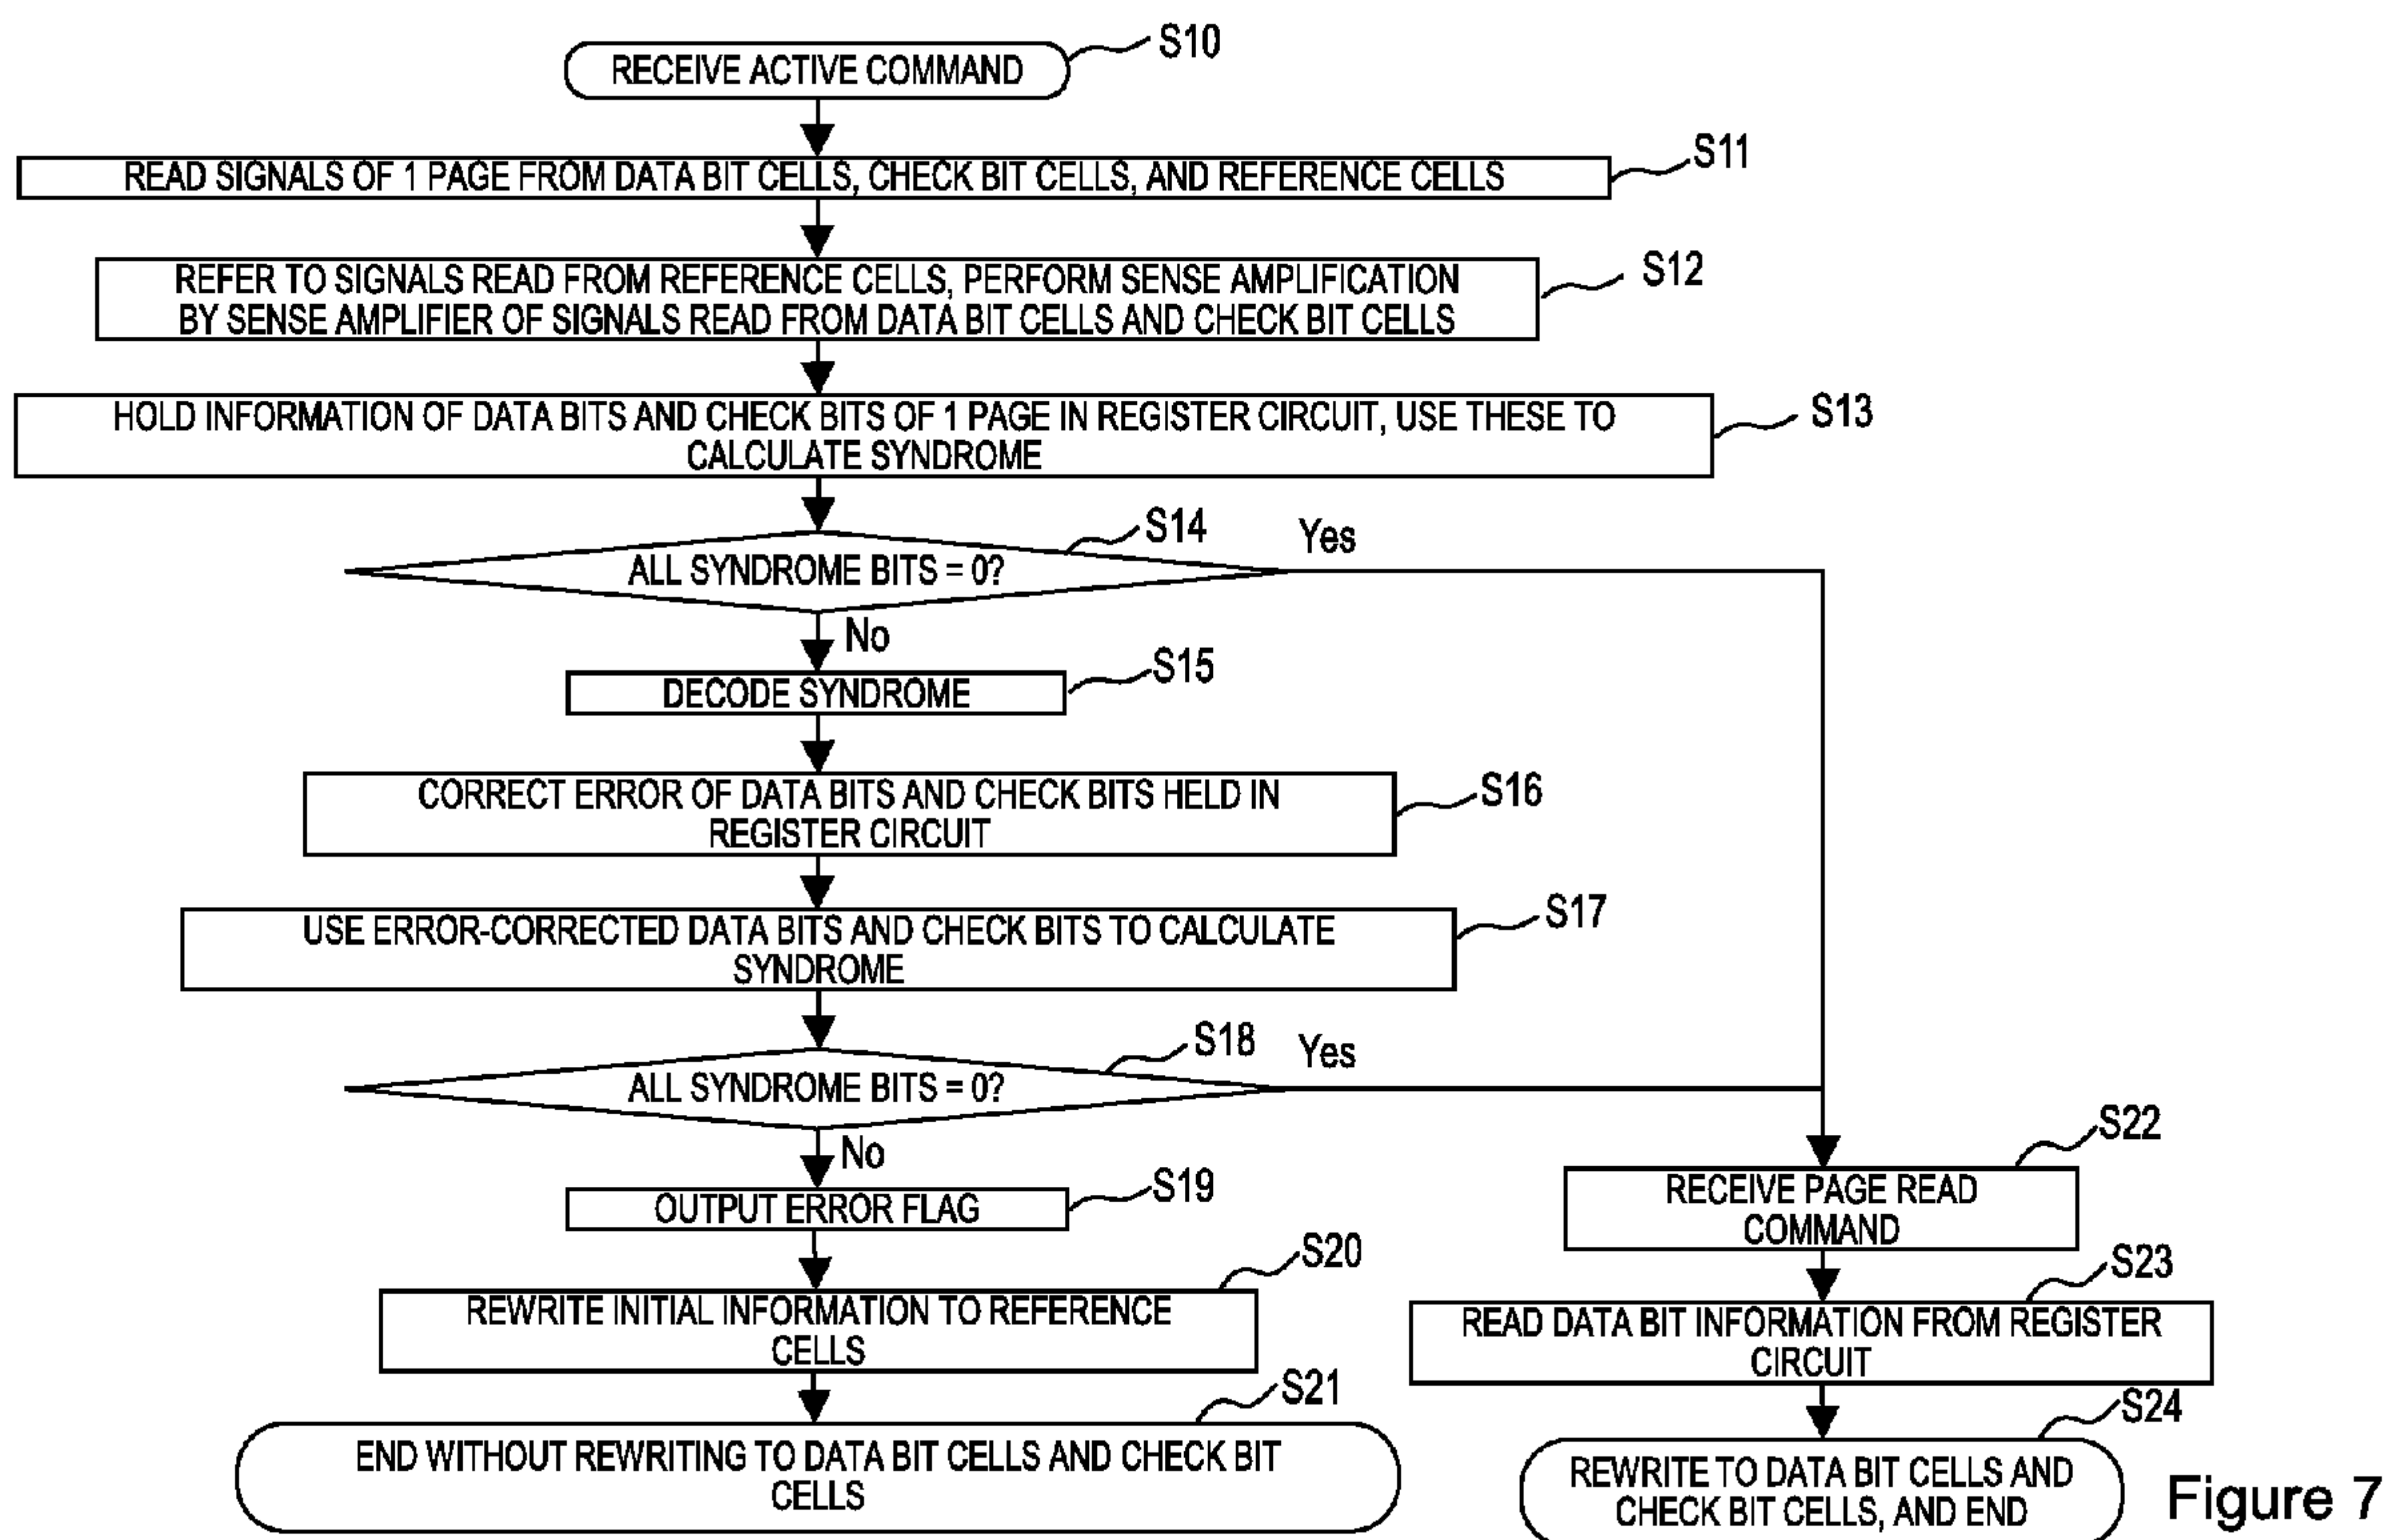 RECEIVE ACTIVE COMMAND
S10
READ SIGNALS OF 1 PAGE FROM DATA BIT CELLS, CHECK BIT CELLS, AND REFERENCE CELLS
S11
REFER TO SIGNALS READ FROM REFERENCE CELLS, PERFORM SENSE AMPLIFICATION
BY SENSE AMPLIFIER OF SIGNALS READ FROM DATA BIT CELLS AND CHECK BIT CELLS
S12
HOLD INFORMATION OF DATA BITS AND CHECK BITS OF 1 PAGE IN REGISTER CIRCUIT, USE THESE TO
CALCULATE SYNDROME
S13
ALL SYNDROME BITS = 0?
S14
Yes
No
DECODE SYNDROME
S15
CORRECT ERROR OF DATA BITS AND CHECK BITS HELD IN
REGISTER CIRCUIT
S16
USE ERROR-CORRECTED DATA BITS AND CHECK BITS TO CALCULATE
SYNDROME
S17
ALL SYNDROME BITS = 0?
S18
Yes
No
OUTPUT ERROR FLAG
S19
REWRITE INITIAL INFORMATION TO REFERENCE
CELLS
S20
END WITHOUT REWRITING TO DATA BIT CELLS AND CHECK BIT
CELLS
S21
RECEIVE PAGE READ
COMMAND
S22
READ DATA BIT INFORMATION FROM REGISTER
CIRCUIT
S23
REWRITE TO DATA BIT CELLS AND
CHECK BIT CELLS, AND END
S24
Figure 7